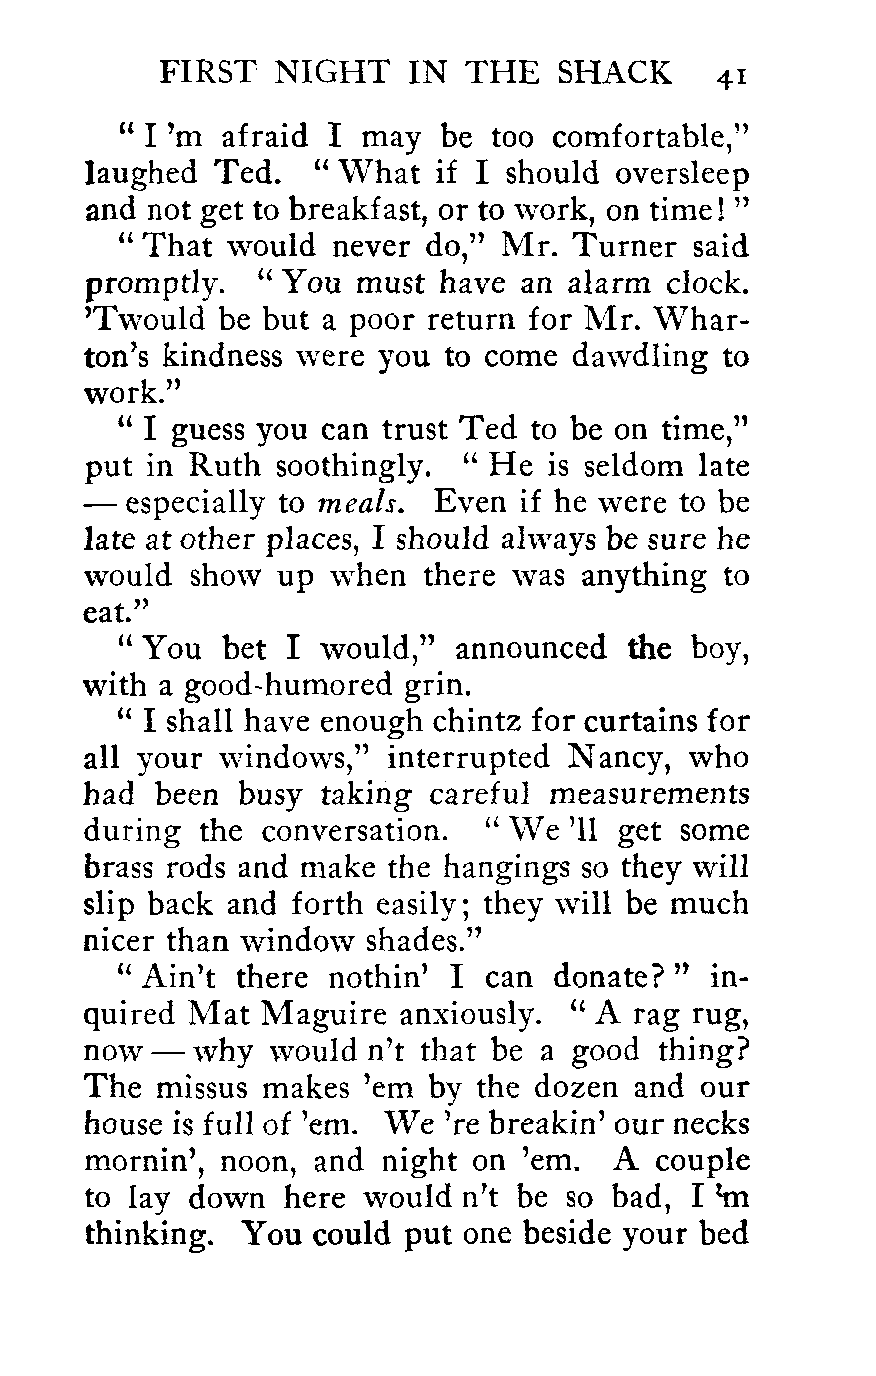 FIRST NIGHT IN THE SHACK 41
“ I ’m afraid I may be too comfortable,”
laughed Ted. “ What if I should oversleep
and not get to breakfast, or to work, on time! ”
“ That would never do,” Mr. Turner said
promptly. “ You must have an alarm clock.
’Twould be but a poor return for Mr. Whar-
ton’s kindness were you to come dawdling to
work.”
“ I guess you can trust Ted to be on time,”
put in Ruth soothingly. “ He is seldom late
— especially to meals. Even if he were to be
late at other places, I should always be sure he
would show up when there was anything to
eat.”
“ You bet I would,” announced the boy,
with a good-humored grin.
“ I shall have enough chintz for curtains for
all your windows,” interrupted Nancy, who
had been busy taking careful measurements
during the conversation. “ We ’ll get some
brass rods and make the hangings so they will
slip back and forth easily; they will be much
nicer than window shades.”
“ Ain’t there nothin’ I can donate? ” in-
quired Mat Maguire anxiously. “ A rag rug,
now — why would n’t that be a good thing?
The missus makes ’em by the dozen and our
house is full of ’em. We ’re breakin’ our necks
mornin’, noon, and night on ’em. A couple
to lay down here would n’t be so bad, I ’m
thinking. You could put one beside your bed